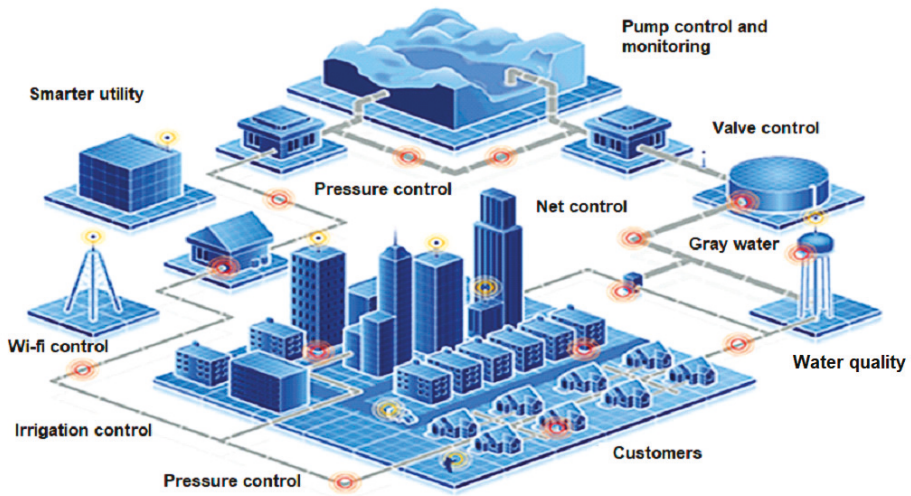 Pump control and
monitoring
Smarter utility
Valve control
Pressure control
Net control
Gray water
Wi-fi control
Water quality
Irrigation control
Customers
Pressure control